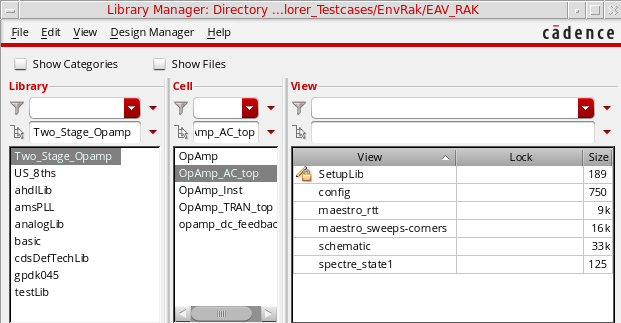 Library Manager: Directory ...lorer_Testcases/EnvRak/EAV_RAK
File Edit View Design Manager Help
cādence
Show Categories Show Files
Library Cell View
Two_Stage_Opamp Amp_AC_top
Two_Stage_Opamp
US_8ths
ahdlLib
amsPLL
analogLib
basic
cdsDefTechLib
gpdk045
testLib
OpAmp
OpAmp_AC_top
OpAmp_Inst
OpAmp_TRAN_top
opamp_dc_feedbac
View Lock Size
SetupLib 189
config 750
maestro_rtt 9k
maestro_sweeps-corners 16k
schematic 33k
spectre_state1 125